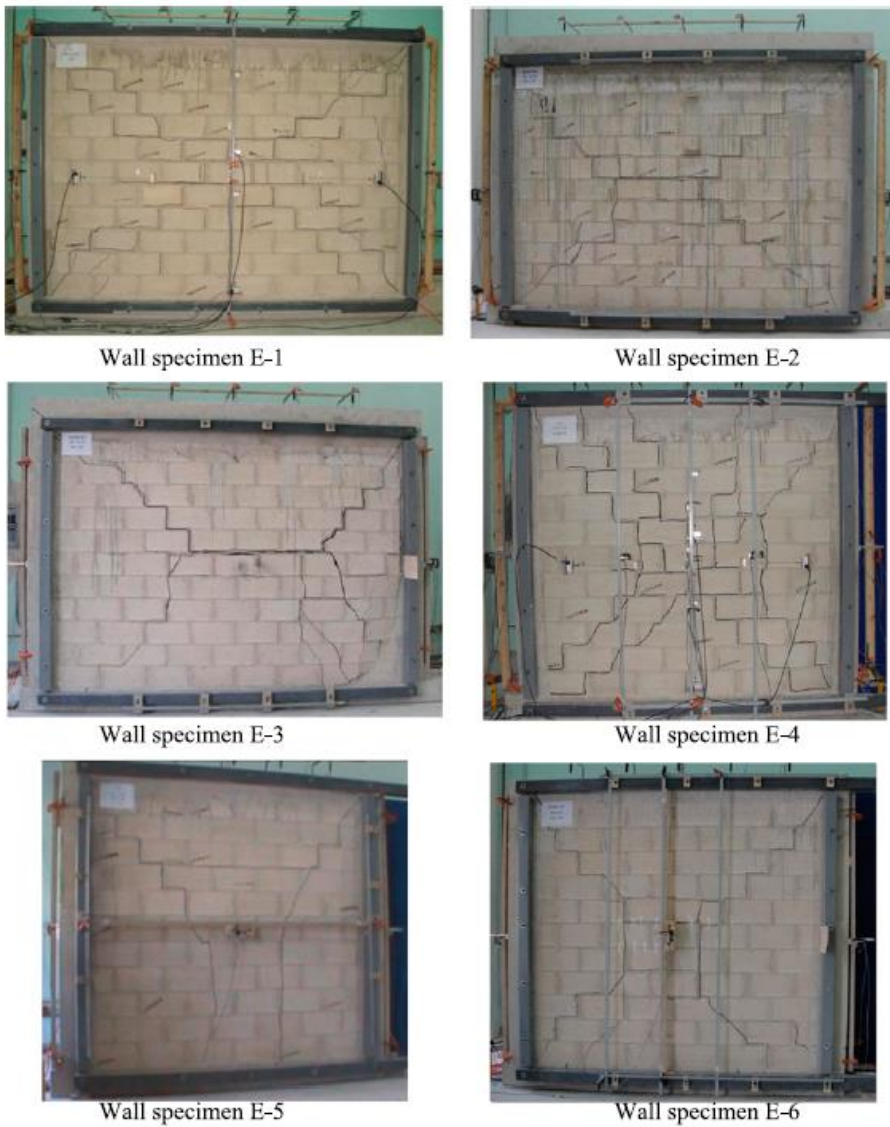 Wall specimen E-1
Wall specimen E-2
Wall specimen E-3
Wall specimen E-4
Wall specimen E-5
Wall specimen E-6